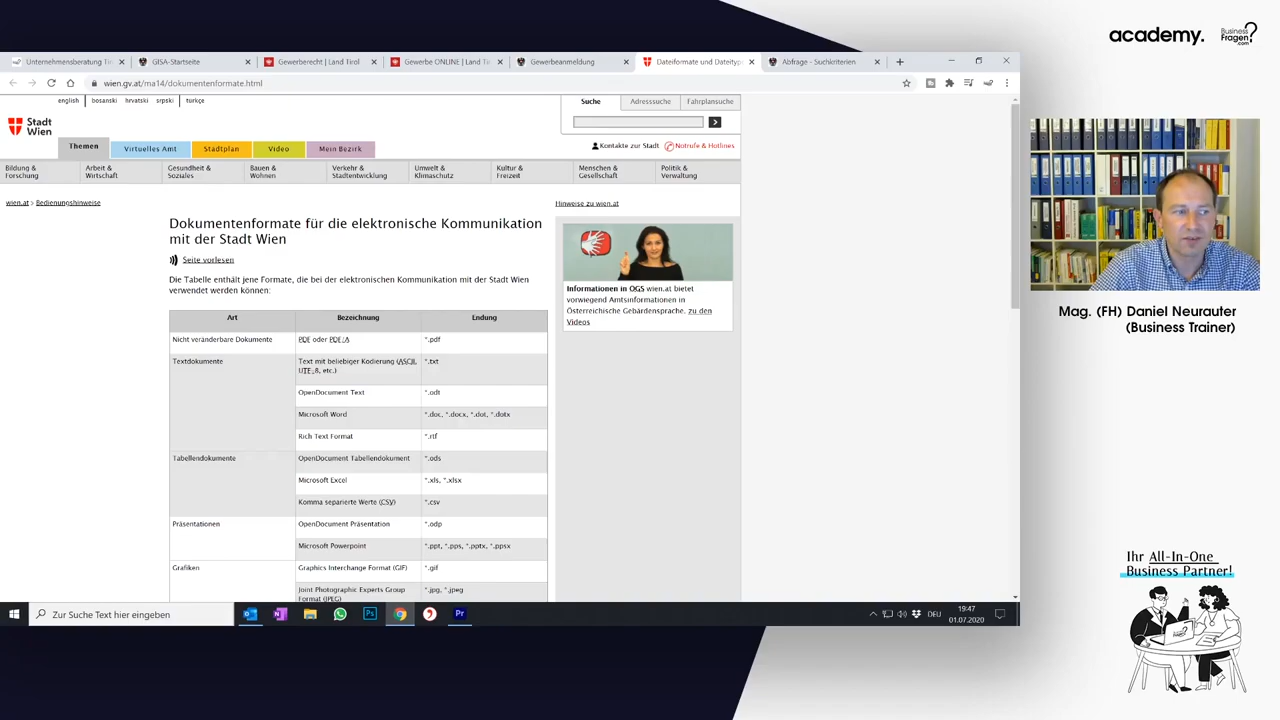 academy.
Business
Fragen
.com
Unternehmensberatung Tir
GISA-Startseite
Gewerberecht | Land Tirol
Gewerbe ONLINE | Land Ti
Gewerbeanmeldung
Dateiformate und Dateitype
Abfrage - Suchkriterien
wien.gv.at/ma14/dokumentenformate.html
english
bosanski
hrvatski
srpski
türkçe
Suche
Adresssuche
Fahrplansuche
Stadt
Wien
Themen
Virtuelles Amt
Stadtplan
Video
Mein Bezirk
Kontakte zur Stadt
Notrufe & Hotlines
Bildung &
Forschung
Arbeit &
Wirtschaft
Gesundheit &
Soziales
Bauen &
Wohnen
Verkehr &
Stadtentwicklung
Umwelt &
Klimaschutz
Kultur &
Freizeit
Menschen &
Gesellschaft
Politik &
Verwaltung
wien.at > Bedienungshinweise
Hinweise zu wien.at
Dokumentenformate für die elektronische Kommunikation
mit der Stadt Wien
Seite vorlesen
Die Tabelle enthält jene Formate, die bei der elektronischen Kommunikation mit der Stadt Wien
verwendet werden können:
Informationen in ÖGS wien.at bietet
vorwiegend Amtsinformationen in
Österreichische Gebärdensprache. zu den
Videos
Art Bezeichnung Endung
Nicht veränderbare Dokumente PDF oder PDF/A *.pdf
Textdokumente Text mit beliebiger Kodierung (ASCII, *.txt
UTF-8, etc.)
OpenDocument Text *.odt
Microsoft Word *.doc, *.docx, *.dot, *.dotx
Rich Text Format *.rtf
Tabellendokumente OpenDocument Tabellendokument *.ods
Microsoft Excel *.xls, *.xlsx
Komma separierte Werte (CSV) *.csv
Präsentationen OpenDocument Präsentation *.odp
Microsoft Powerpoint *.ppt, *.pps, *.pptx, *.ppsx
Grafiken Graphics Interchange Format (GIF) *.gif
Joint Photographic Experts Group *.jpg, *.jpeg
Format (JPEG)
Zur Suche Text hier eingeben
Ps
Pr
DEU
19:47
01.07.2020
Mag. (FH) Daniel Neurauter
(Business Trainer)
Ihr All-In-One
Business Partner!